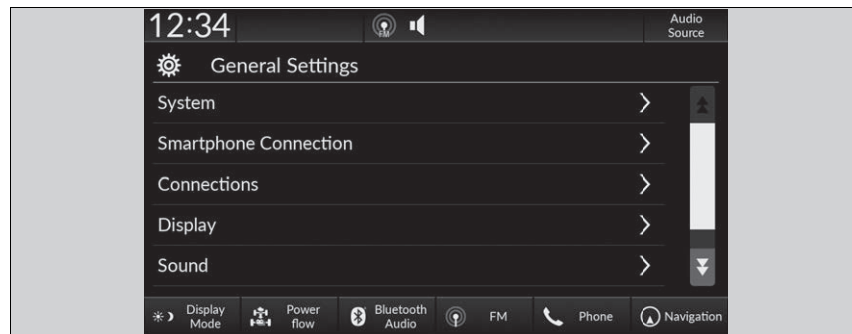 12:34
FM
Audio
Source
General Settings
System
Smartphone Connection
Connections
Display
Sound
Display
Mode
Power
flow
Bluetooth
Audio
FM
Phone
Navigation